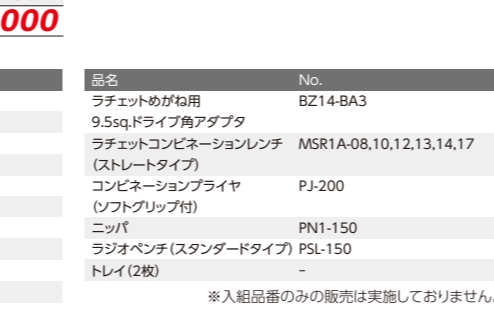 000
品名 No.
ラチェットめがね用 BZ14-BA3
9.5sq.ドライブ角アダプタ
ラチェットコンビネーションレンチ MSR1A-08,10,12,13,14,17
(ストレートタイプ)
コンビネーションプライヤ PJ-200
(ソフトグリップ付)
ニッパ PN1-150
ラジオペンチ(スタンダードタイプ) PSL-150
トレイ(2枚) –
※入組品番のみの販売は実施しておりません。